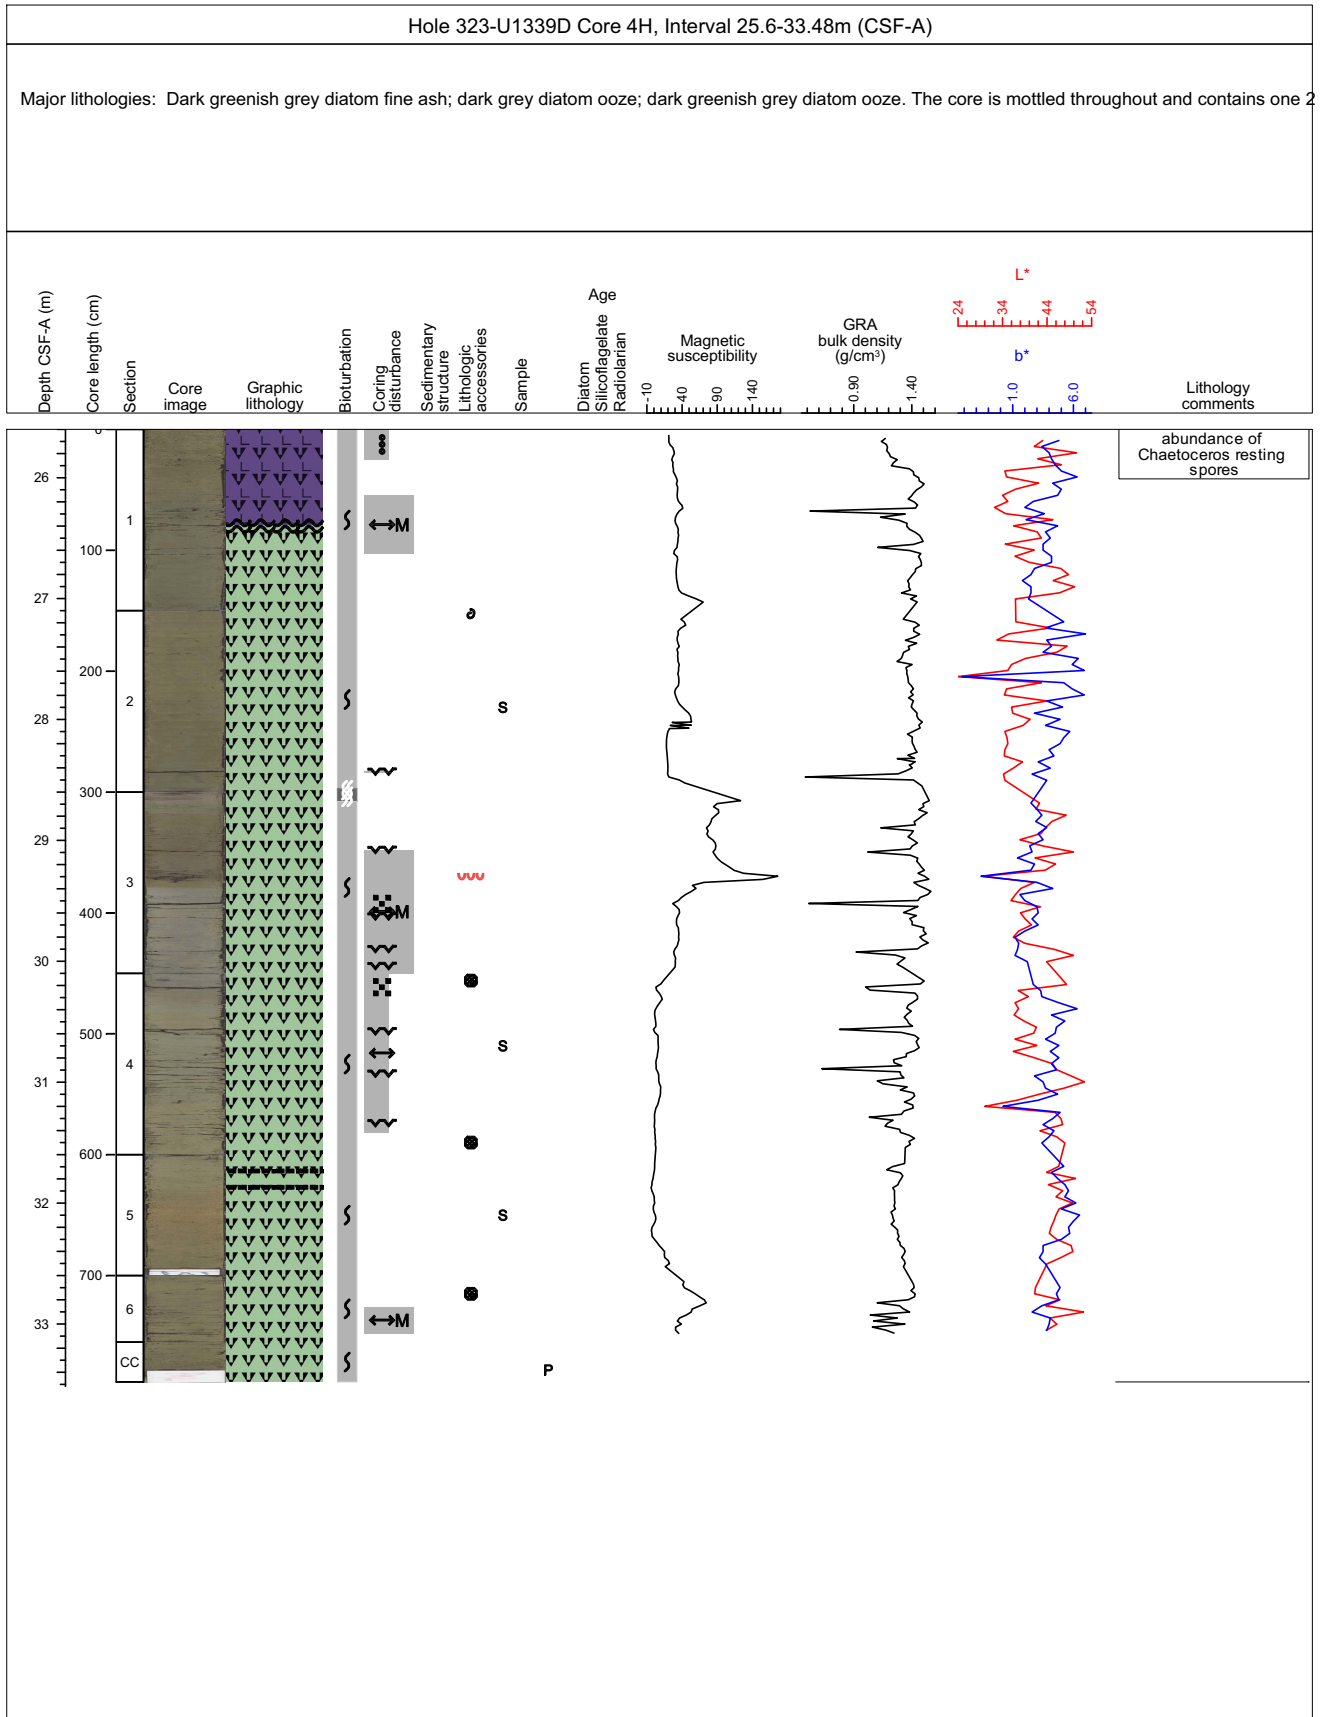 Hole 323-U1339D Core 4H, Interval 25.6-33.48m (CSF-A)
Major lithologies: Dark greenish grey diatom fine ash; dark grey diatom ooze; dark greenish grey diatom ooze. The core is mottled throughout and contains one 2
Depth CSF-A (m)
Core length (cm)
Section
Core
image
Graphic
lithology
Bioturbation
Coring
disturbance
Sedimentary
structure
Lithologic
accessories
Sample
Age
Diatom
Silicoflagelate
Radiolarian
Magnetic
susceptibility
-10 40 90 140
GRA
bulk density
(g/cm³)
0.90 1.40
L*
24 34 44 54
b*
1.0 6.0
Lithology
comments
0
abundance of
Chaetoceros resting
spores
26
1
M
100
27
200
2
S
28
300
29
3
400
M
30
500
S
4
31
600
32
5
S
700
6
33
M
CC
P